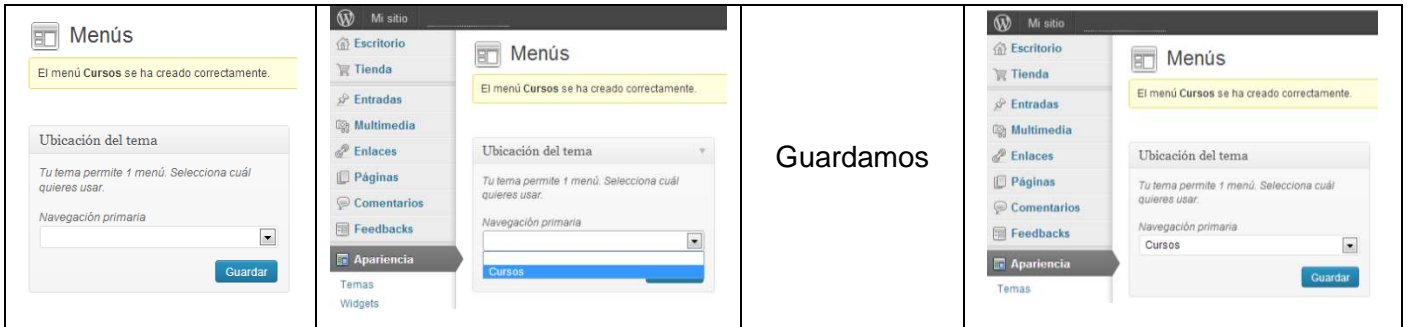 Menús
El menú Cursos se ha creado correctamente.
Ubicación del tema
Tu tema permite 1 menú. Selecciona cuál
quieres usar.
Navegación primaria
Guardar
Mi sitio
Escritorio
Tienda
Entradas
Multimedia
Enlaces
Páginas
Comentarios
Feedbacks
Apariencia
Temas
Widgets
Menús
El menú Cursos se ha creado correctamente.
Ubicación del tema
Tu tema permite 1 menú. Selecciona cuál
quieres usar.
Navegación primaria
Cursos
Guardamos
Mi sitio
Escritorio
Tienda
Entradas
Multimedia
Enlaces
Páginas
Comentarios
Feedbacks
Apariencia
Temas
Menús
El menú Cursos se ha creado correctamente.
Ubicación del tema
Tu tema permite 1 menú. Selecciona cuál
quieres usar.
Navegación primaria
Cursos
Guardar